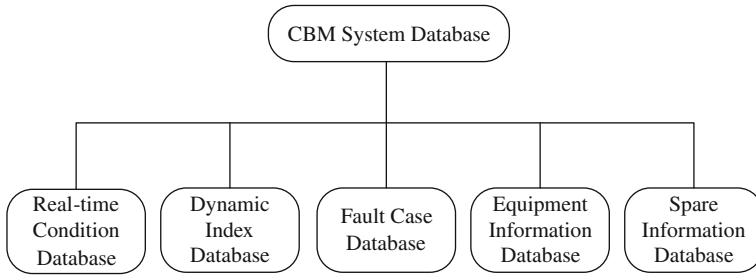 CBM System Database
Real-time
Condition
Database
Dynamic
Index
Database
Fault Case
Database
Equipment
Information
Database
Spare
Information
Database